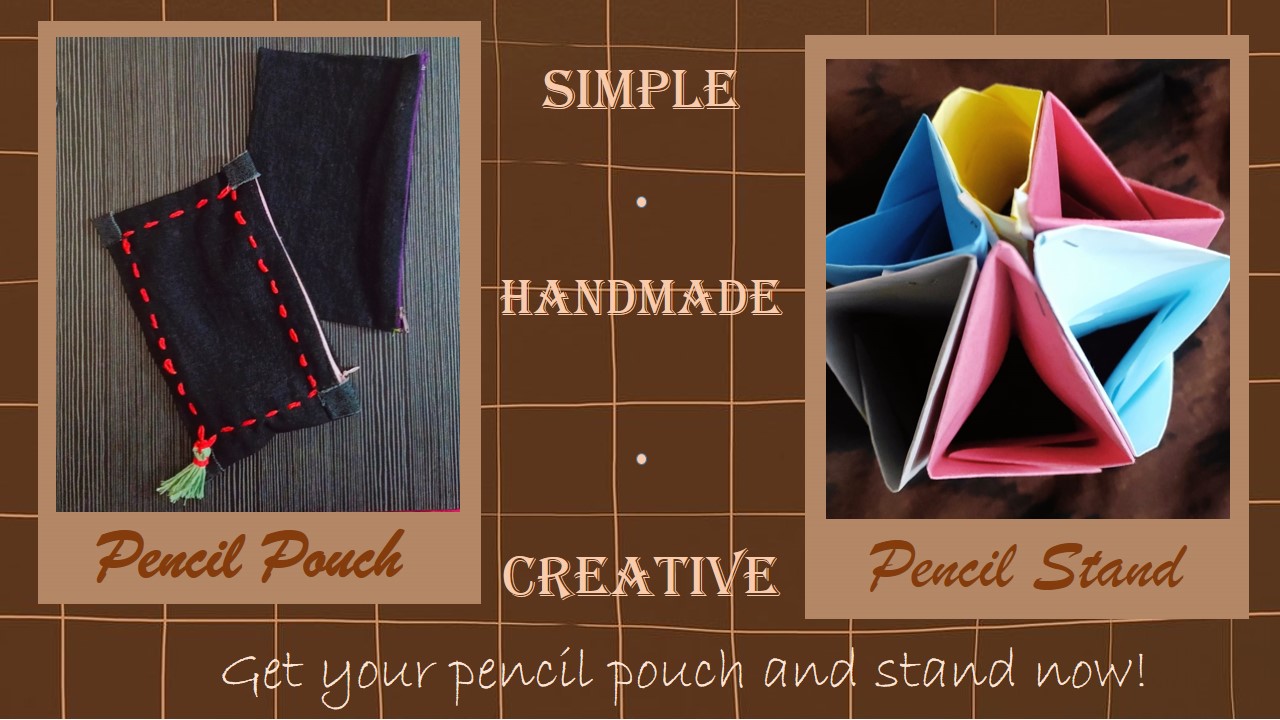 SIMPLE
HANDMADE
CREATIVE
Pencil Pouch
Pencil Stand
Get your pencil pouch and stand now!